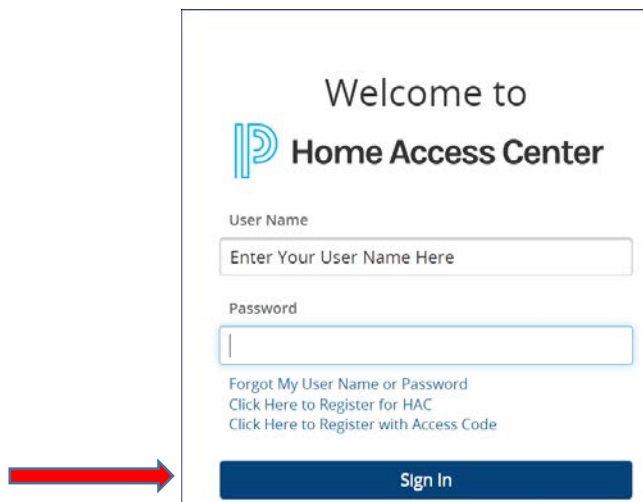 Welcome to
Home Access Center
User Name
Enter Your User Name Here
Password
Forgot My User Name or Password
Click Here to Register for HAC
Click Here to Register with Access Code
Sign In